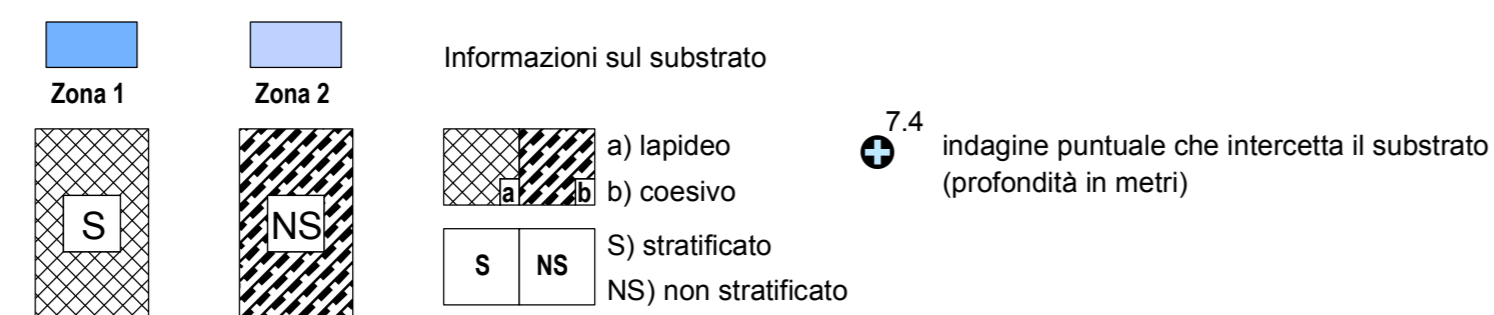 Zona 1
Zona 2
S
NS
Informazioni sul substrato
a
b
a) lapideo
b) coesivo
S
NS
S) stratificato
NS) non stratificato
7.4
indagine puntuale che intercetta il substrato
(profondità in metri)